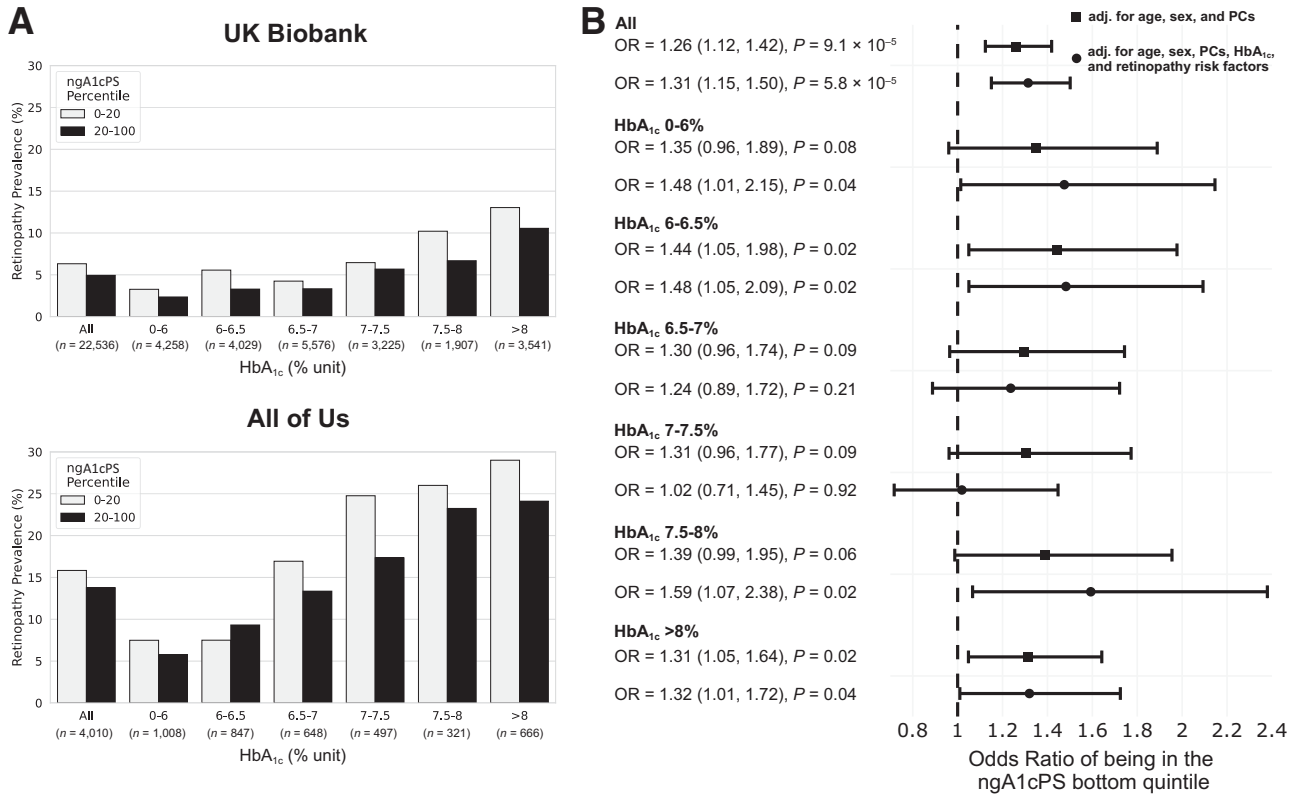 A
UK Biobank
Retinopathy Prevalence (%)
30
25
20
15
10
5
0
ngA1cPS
Percentile
0-20
20-100
All
(n = 22,536)
0-6
(n = 4,258)
6-6.5
(n = 4,029)
6.5-7
(n = 5,576)
7-7.5
(n = 3,225)
7.5-8
(n = 1,907)
>8
(n = 3,541)
HbA1c (% unit)
All of Us
Retinopathy Prevalence (%)
30
25
20
15
10
5
0
ngA1cPS
Percentile
0-20
20-100
All
(n = 4,010)
0-6
(n = 1,008)
6-6.5
(n = 847)
6.5-7
(n = 648)
7-7.5
(n = 497)
7.5-8
(n = 321)
>8
(n = 666)
HbA1c (% unit)
B
adj. for age, sex, and PCs
adj. for age, sex, PCs, HbA1c,
and retinopathy risk factors
All
OR = 1.26 (1.12, 1.42), P = 9.1 × 10⁻⁵
OR = 1.31 (1.15, 1.50), P = 5.8 × 10⁻⁵
HbA1c 0-6%
OR = 1.35 (0.96, 1.89), P = 0.08
OR = 1.48 (1.01, 2.15), P = 0.04
HbA1c 6-6.5%
OR = 1.44 (1.05, 1.98), P = 0.02
OR = 1.48 (1.05, 2.09), P = 0.02
HbA1c 6.5-7%
OR = 1.30 (0.96, 1.74), P = 0.09
OR = 1.24 (0.89, 1.72), P = 0.21
HbA1c 7-7.5%
OR = 1.31 (0.96, 1.77), P = 0.09
OR = 1.02 (0.71, 1.45), P = 0.92
HbA1c 7.5-8%
OR = 1.39 (0.99, 1.95), P = 0.06
OR = 1.59 (1.07, 2.38), P = 0.02
HbA1c >8%
OR = 1.31 (1.05, 1.64), P = 0.02
OR = 1.32 (1.01, 1.72), P = 0.04
0.8 1 1.2 1.4 1.6 1.8 2 2.2 2.4
Odds Ratio of being in the
ngA1cPS bottom quintile